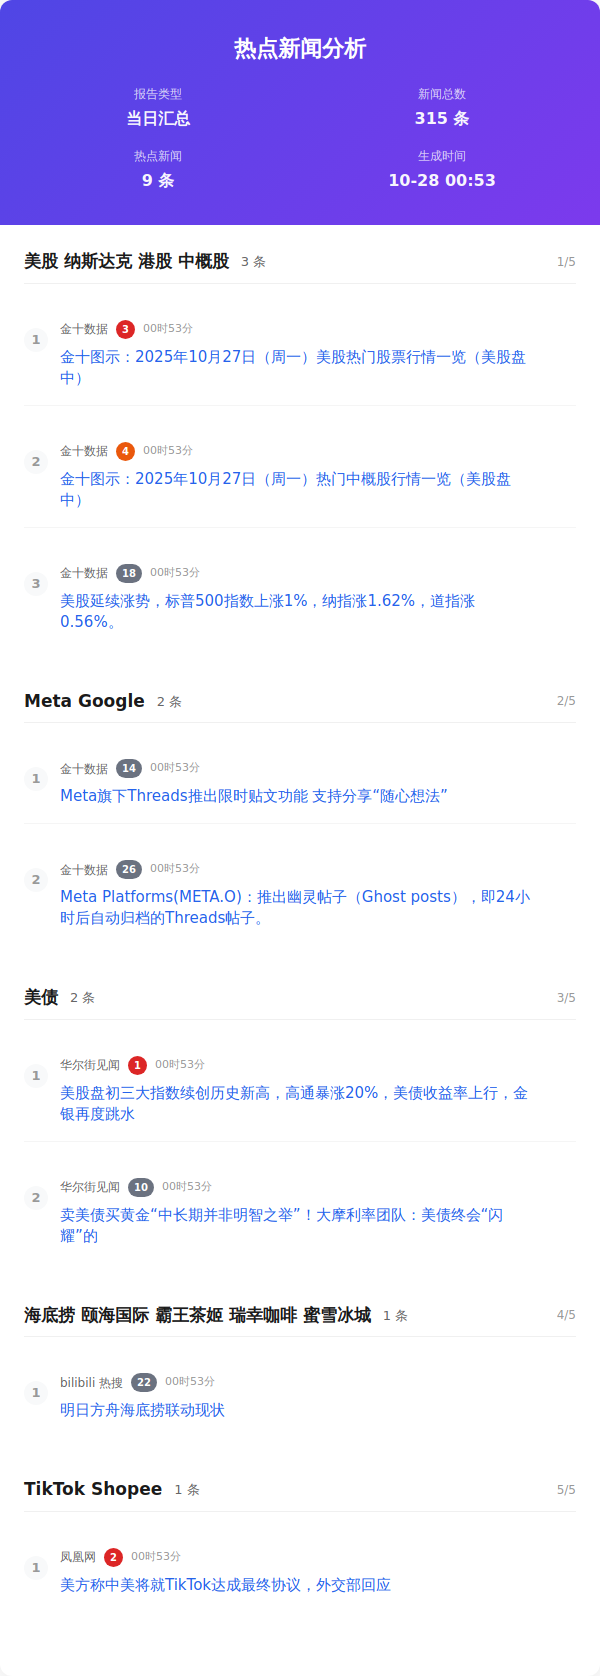 热点新闻分析
报告类型
新闻总数
当日汇总
315 条
热点新闻
生成时间
9 条
10-28 00:53
美股 纳斯达克 港股 中概股 3 条 1/5
1
金十数据 3 00时53分
金十图示：2025年10月27日（周一）美股热门股票行情一览（美股盘
中）
2
金十数据 4 00时53分
金十图示：2025年10月27日（周一）热门中概股行情一览（美股盘
中）
3
金十数据 18 00时53分
美股延续涨势，标普500指数上涨1%，纳指涨1.62%，道指涨
0.56%。
Meta Google 2 条 2/5
1
金十数据 14 00时53分
Meta旗下Threads推出限时贴文功能 支持分享“随心想法”
2
金十数据 26 00时53分
Meta Platforms(META.O)：推出幽灵帖子（Ghost posts），即24小
时后自动归档的Threads帖子。
美债 2 条 3/5
1
华尔街见闻 1 00时53分
美股盘初三大指数续创历史新高，高通暴涨20%，美债收益率上行，金
银再度跳水
2
华尔街见闻 10 00时53分
卖美债买黄金“中长期并非明智之举”！大摩利率团队：美债终会“闪
耀”的
海底捞 颐海国际 霸王茶姬 瑞幸咖啡 蜜雪冰城 1 条 4/5
1
bilibili 热搜 22 00时53分
明日方舟海底捞联动现状
TikTok Shopee 1 条 5/5
1
凤凰网 2 00时53分
美方称中美将就TikTok达成最终协议，外交部回应